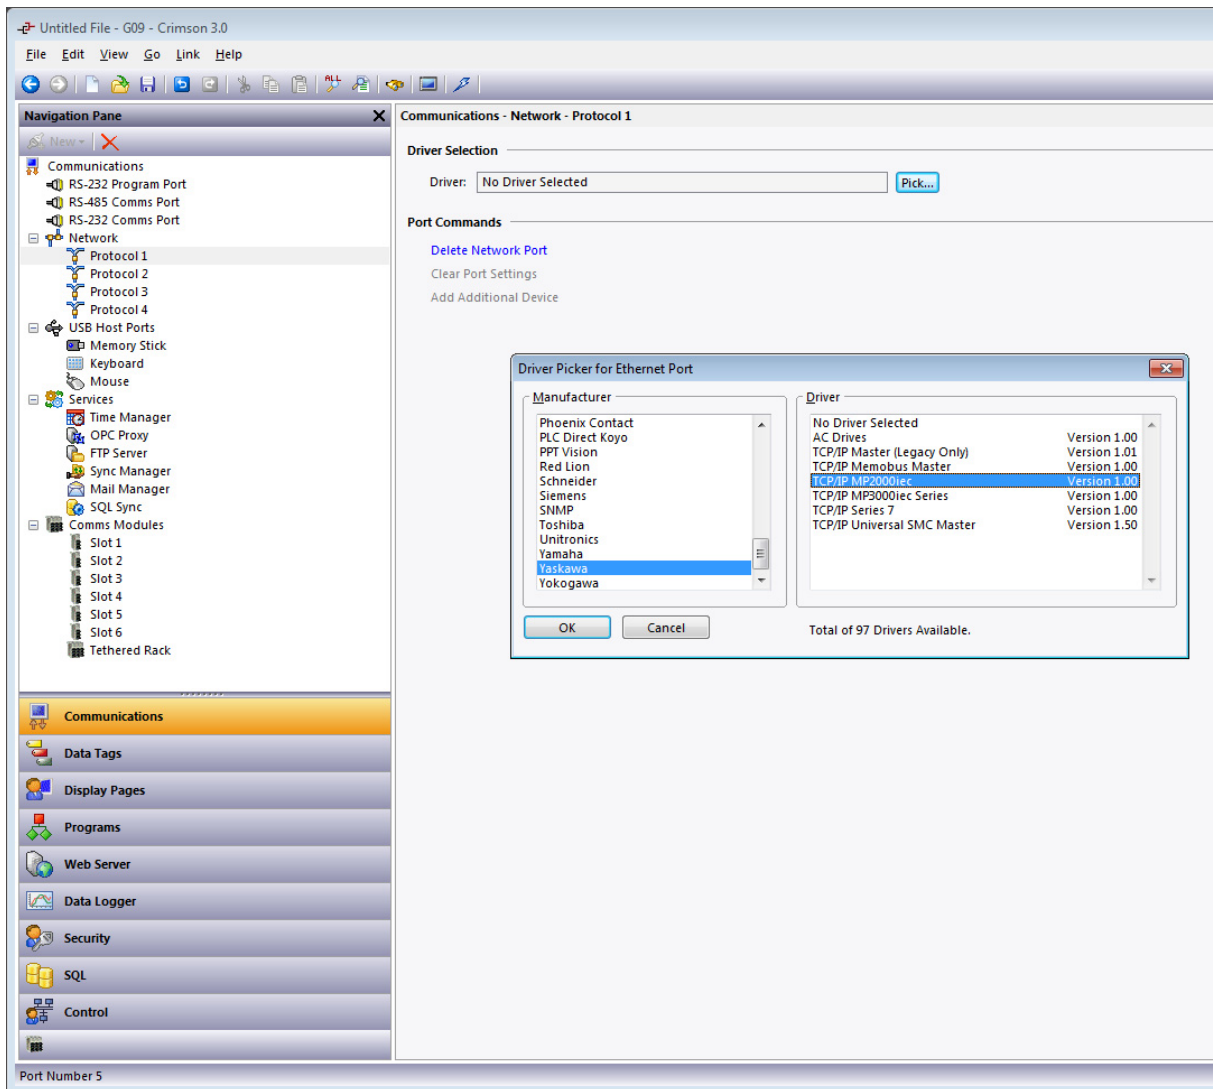 Untitled File - G09 - Crimson 3.0
File Edit View Go Link Help
ALL
Navigation Pane
New
Communications
RS-232 Program Port
RS-485 Comms Port
RS-232 Comms Port
Network
Protocol 1
Protocol 2
Protocol 3
Protocol 4
USB Host Ports
Memory Stick
Keyboard
Mouse
Services
Time Manager
OPC Proxy
FTP Server
Sync Manager
Mail Manager
SQL Sync
Comms Modules
Slot 1
Slot 2
Slot 3
Slot 4
Slot 5
Slot 6
Tethered Rack
Communications
Data Tags
Display Pages
Programs
Web Server
Data Logger
Security
SQL
Control
Port Number 5
Communications - Network - Protocol 1
Driver Selection
Driver: No Driver Selected Pick...
Port Commands
Delete Network Port
Clear Port Settings
Add Additional Device
Driver Picker for Ethernet Port
Manufacturer
Phoenix Contact
PLC Direct Koyo
PPT Vision
Red Lion
Schneider
Siemens
SNMP
Toshiba
Unitronics
Yamaha
Yaskawa
Yokogawa
Driver
No Driver Selected
AC Drives Version 1.00
TCP/IP Master (Legacy Only) Version 1.01
TCP/IP Memobus Master Version 1.00
TCP/IP MP2000iec Version 1.00
TCP/IP MP3000iec Series Version 1.00
TCP/IP Series 7 Version 1.00
TCP/IP Universal SMC Master Version 1.50
OK Cancel
Total of 97 Drivers Available.